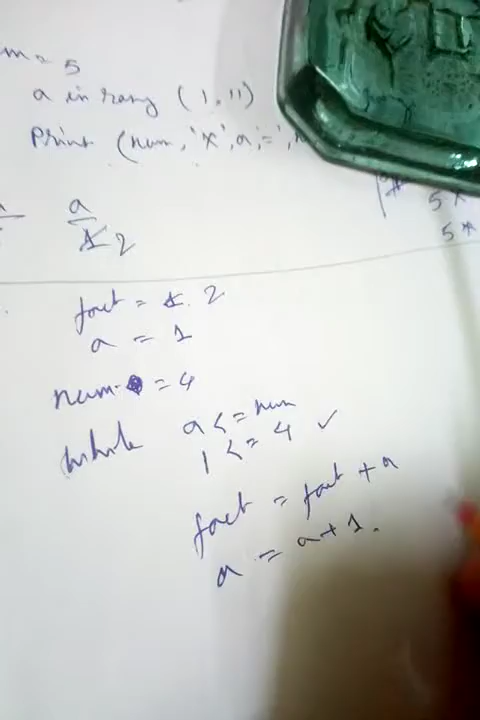 m = 5
a in rang (1,11)
Print (num, 'x', a, '=',
a
1 2
5 *
5 *
fact = 1. 2
a = 1
num = 4
while a <= num
1 <= 4 ✓
fact = fact + a
a = a+1.